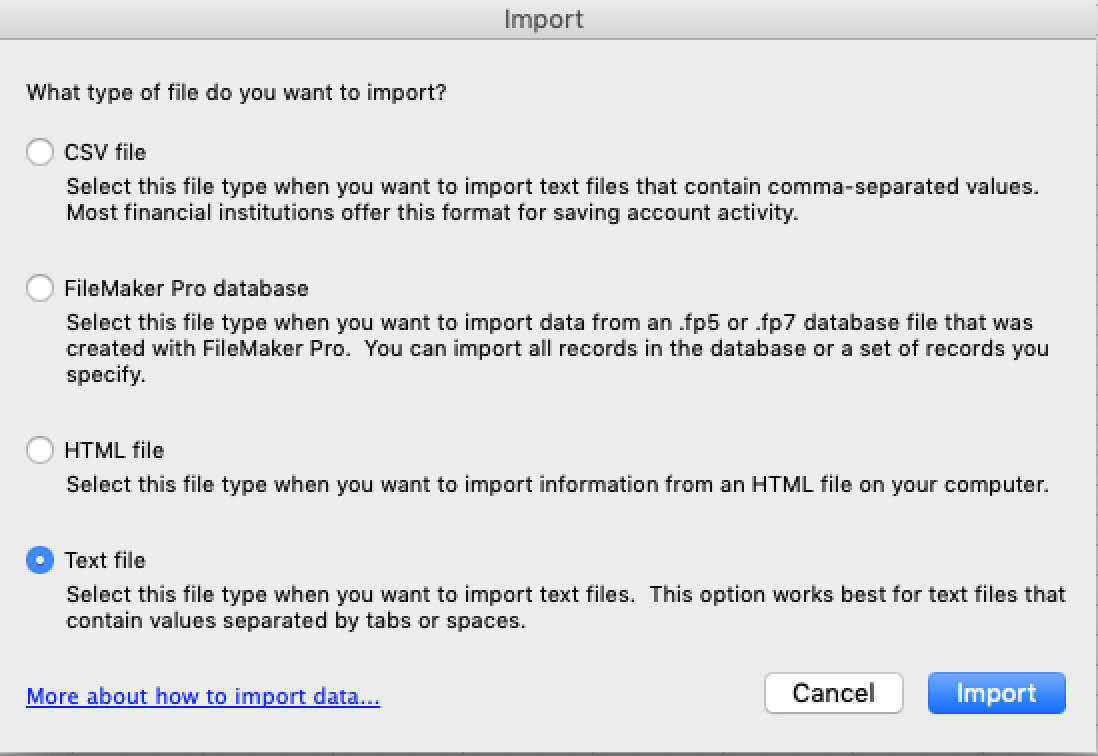 Import
What type of file do you want to import?
CSV file
Select this file type when you want to import text files that contain comma-separated values.
Most financial institutions offer this format for saving account activity.
FileMaker Pro database
Select this file type when you want to import data from an .fp5 or .fp7 database file that was
created with FileMaker Pro.  You can import all records in the database or a set of records you
specify.
HTML file
Select this file type when you want to import information from an HTML file on your computer.
Text file
Select this file type when you want to import text files.  This option works best for text files that
contain values separated by tabs or spaces.
More about how to import data...
Cancel
Import